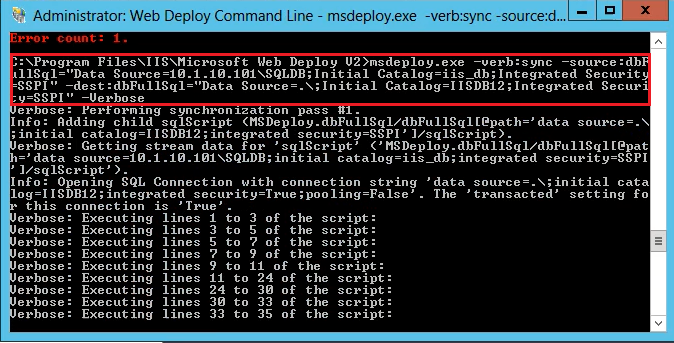 Administrator: Web Deploy Command Line - msdeploy.exe  -verb:sync -source:d...
Error count: 1.
C:\Program Files\IIS\Microsoft Web Deploy V2>msdeploy.exe -verb:sync -source:dbF
ullSql="Data Source=10.1.10.101\SQLDB;Initial Catalog=iis_db;Integrated Security
=SSPI" -dest:dbFullSql="Data Source=.\;Initial Catalog=IISDB12;Integrated Securi
ty=SSPI" -Verbose
Verbose: Performing synchronization pass #1.
Info: Adding child sqlScript (MSDeploy.dbFullSql/dbFullSql[@path='data source=.\
;initial catalog=IISDB12;integrated security=SSPI']/sqlScript).
Verbose: Getting stream data for 'sqlScript' ('MSDeploy.dbFullSql/dbFullSql[@pat
h='data source=10.1.10.101\SQLDB;initial catalog=iis_db;integrated security=SSPI
']/sqlScript').
Info: Opening SQL Connection with connection string 'data source=.\;initial cata
log=IISDB12;integrated security=True;pooling=False'. The 'transacted' setting fo
r this connection is 'True'.
Verbose: Executing lines 1 to 3 of the script:
Verbose: Executing lines 3 to 5 of the script:
Verbose: Executing lines 5 to 7 of the script:
Verbose: Executing lines 7 to 9 of the script:
Verbose: Executing lines 9 to 11 of the script:
Verbose: Executing lines 11 to 24 of the script:
Verbose: Executing lines 24 to 30 of the script:
Verbose: Executing lines 30 to 33 of the script:
Verbose: Executing lines 33 to 35 of the script: